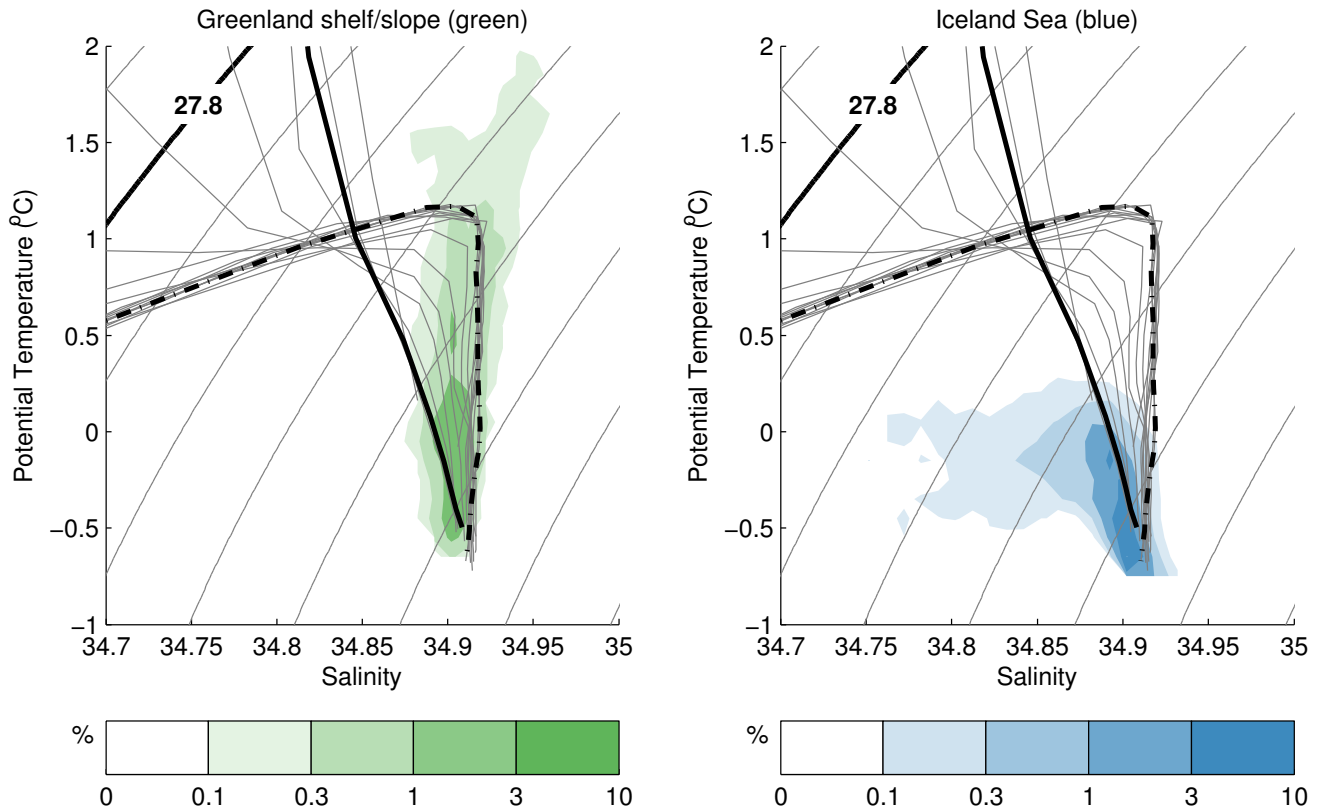 Greenland shelf/slope (green)
Iceland Sea (blue)
2
1.5
1
0.5
0
−0.5
−1
Potential Temperature (⁰C)
27.8
34.7 34.75 34.8 34.85 34.9 34.95 35
Salinity
2
1.5
1
0.5
0
−0.5
−1
Potential Temperature (⁰C)
27.8
34.7 34.75 34.8 34.85 34.9 34.95 35
Salinity
%
0 0.1 0.3 1 3 10
%
0 0.1 0.3 1 3 10